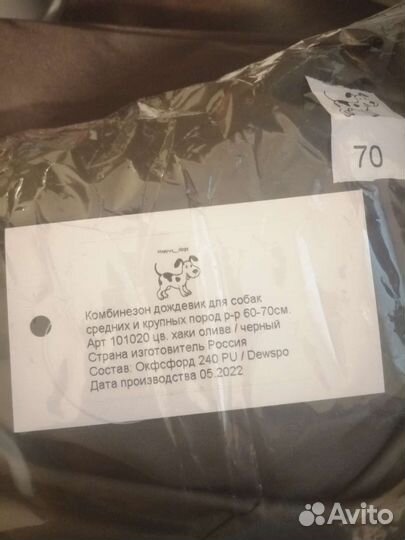 70
Комбинезон дождевик для собак
средних и крупных пород р-р 60-70см.
Арт 101020 цв. хаки олива / черный
Страна изготовитель Россия
Состав: Окфсфорд 240 PU / Dewspo
Дата производства 05.2022
Avito